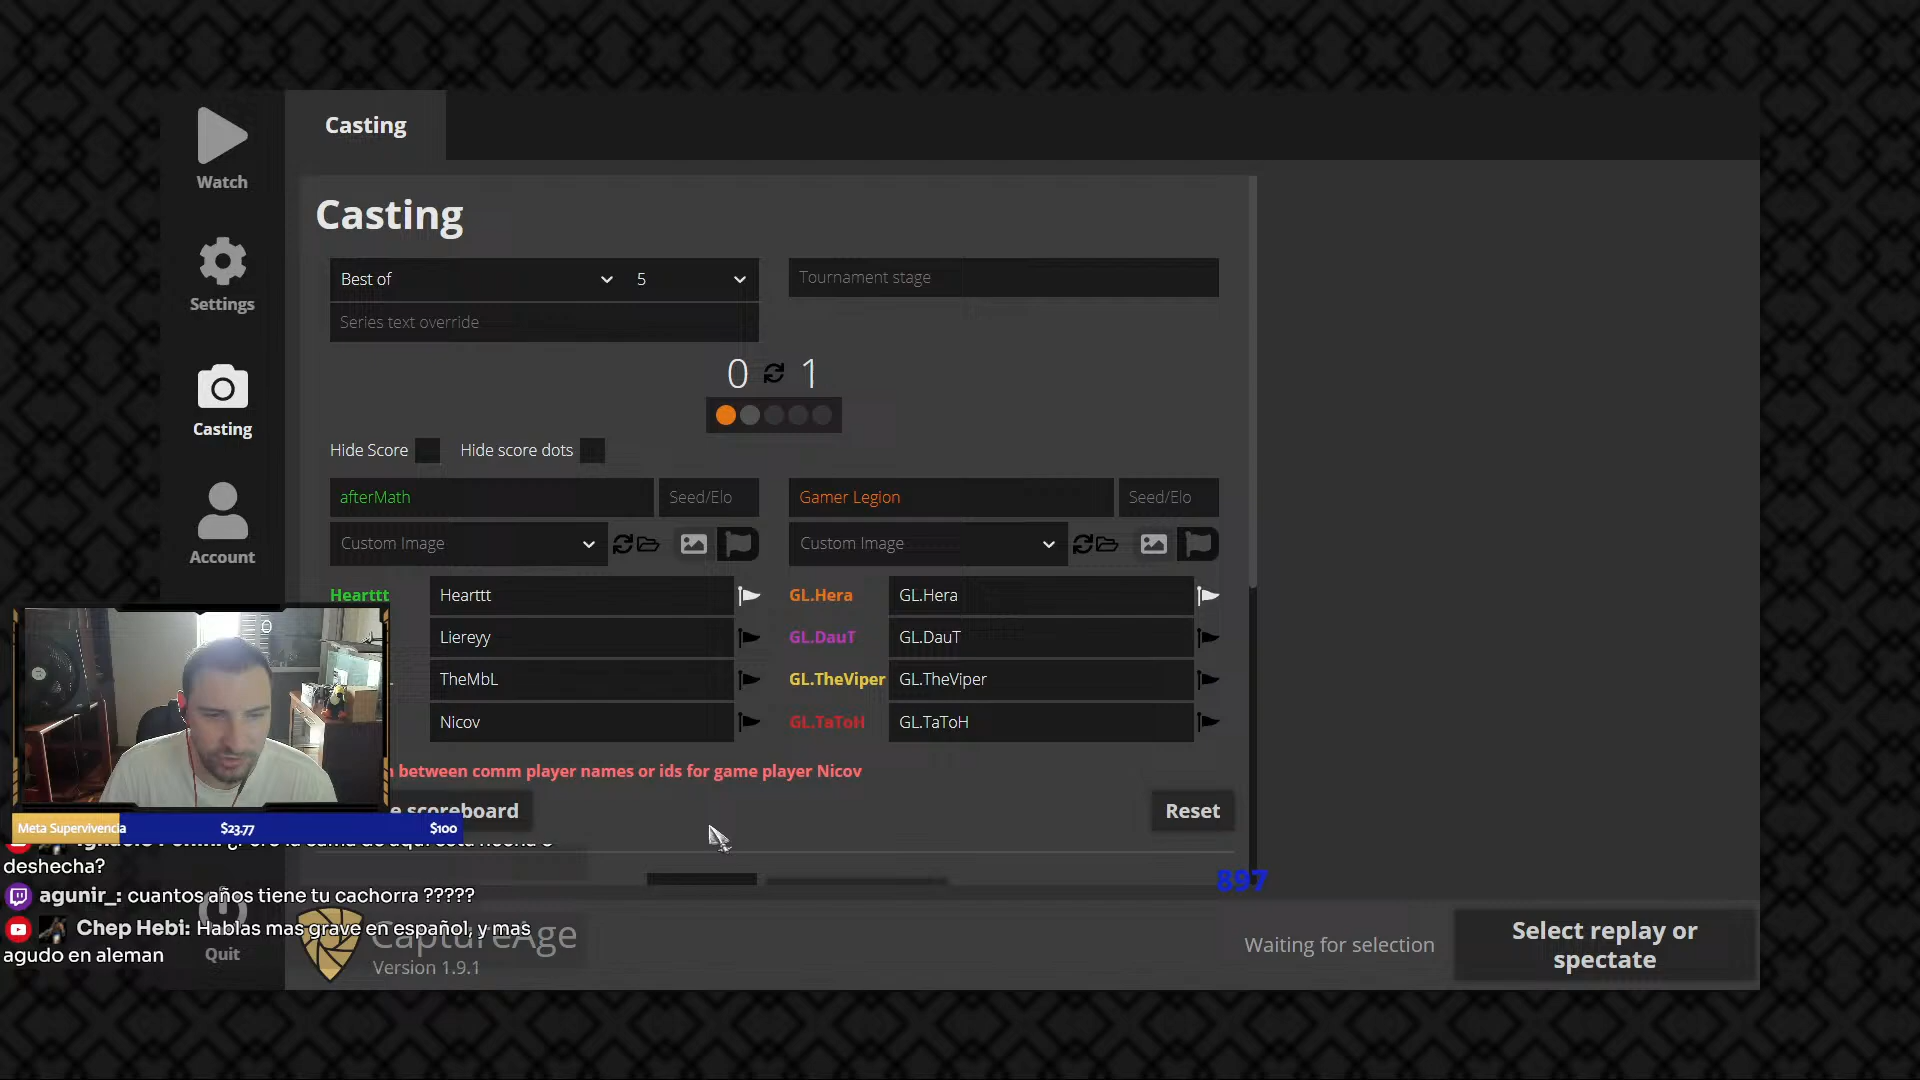 Casting
Watch
Casting
Best of
5
Tournament stage
Settings
Series text override
0
1
Casting
Hide Score
Hide score dots
afterMath
Seed/Elo
Gamer Legion
Seed/Elo
Custom Image
Custom Image
Account
Hearttt
Hearttt
GL.Hera
GL.Hera
Liereyy
GL.DauT
GL.DauT
TheMbL
GL.TheViper
GL.TheViper
Nicov
GL.TaToH
GL.TaToH
between comm player names or ids for game player Nicov
scoreboard
Reset
Meta Supervivencia
$23.77
$100
deshecha?
897
agunir_: cuantos años tiene tu cachorra ?????
Chep Hebi: Hablas mas grave en español, y mas
agudo en aleman
Quit
CaptureAge
Version 1.9.1
Waiting for selection
Select replay or
spectate